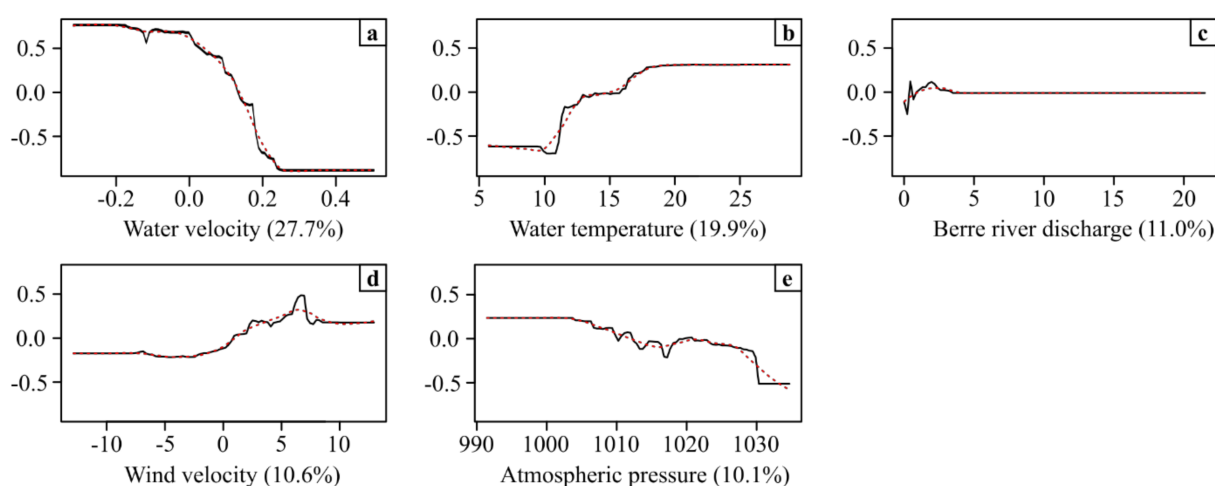 a
0.5
0.0
-0.5
-0.2 0.0 0.2 0.4
Water velocity (27.7%)
b
0.5
0.0
-0.5
5 10 15 20 25
Water temperature (19.9%)
c
0.5
0.0
-0.5
0 5 10 15 20
Berre river discharge (11.0%)
d
0.5
0.0
-0.5
-10 -5 0 5 10
Wind velocity (10.6%)
e
0.5
0.0
-0.5
990 1000 1010 1020 1030
Atmospheric pressure (10.1%)